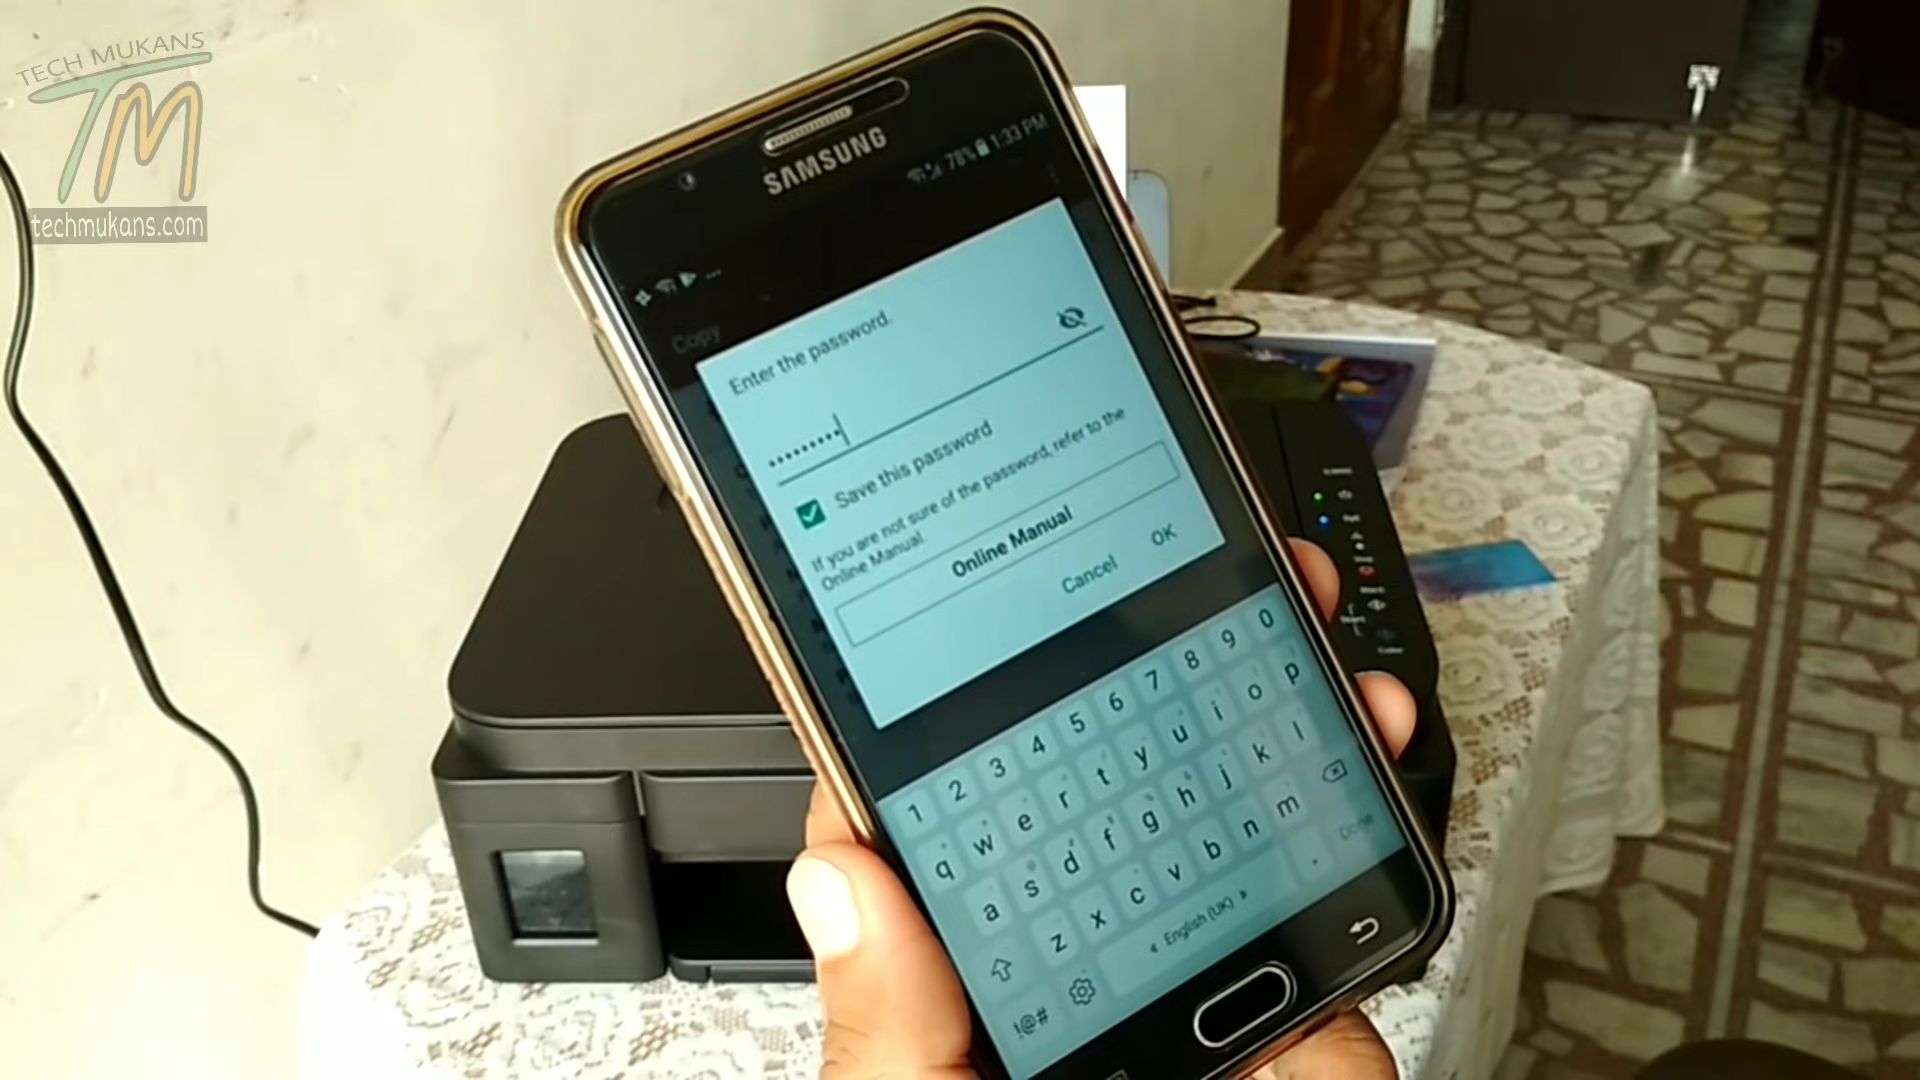 TECH MUKANS
TM
techmukans.com
SAMSUNG
78% 1:33 PM
Copy
Enter the password.
•••••••••
Save this password
If you are not sure of the password, refer to the
Online Manual.
Online Manual
Cancel OK
1 2 3 4 5 6 7 8 9 0
q w e r t y u i o p
a s d f g h j k l
z x c v b n m
!@# English (UK) . Done